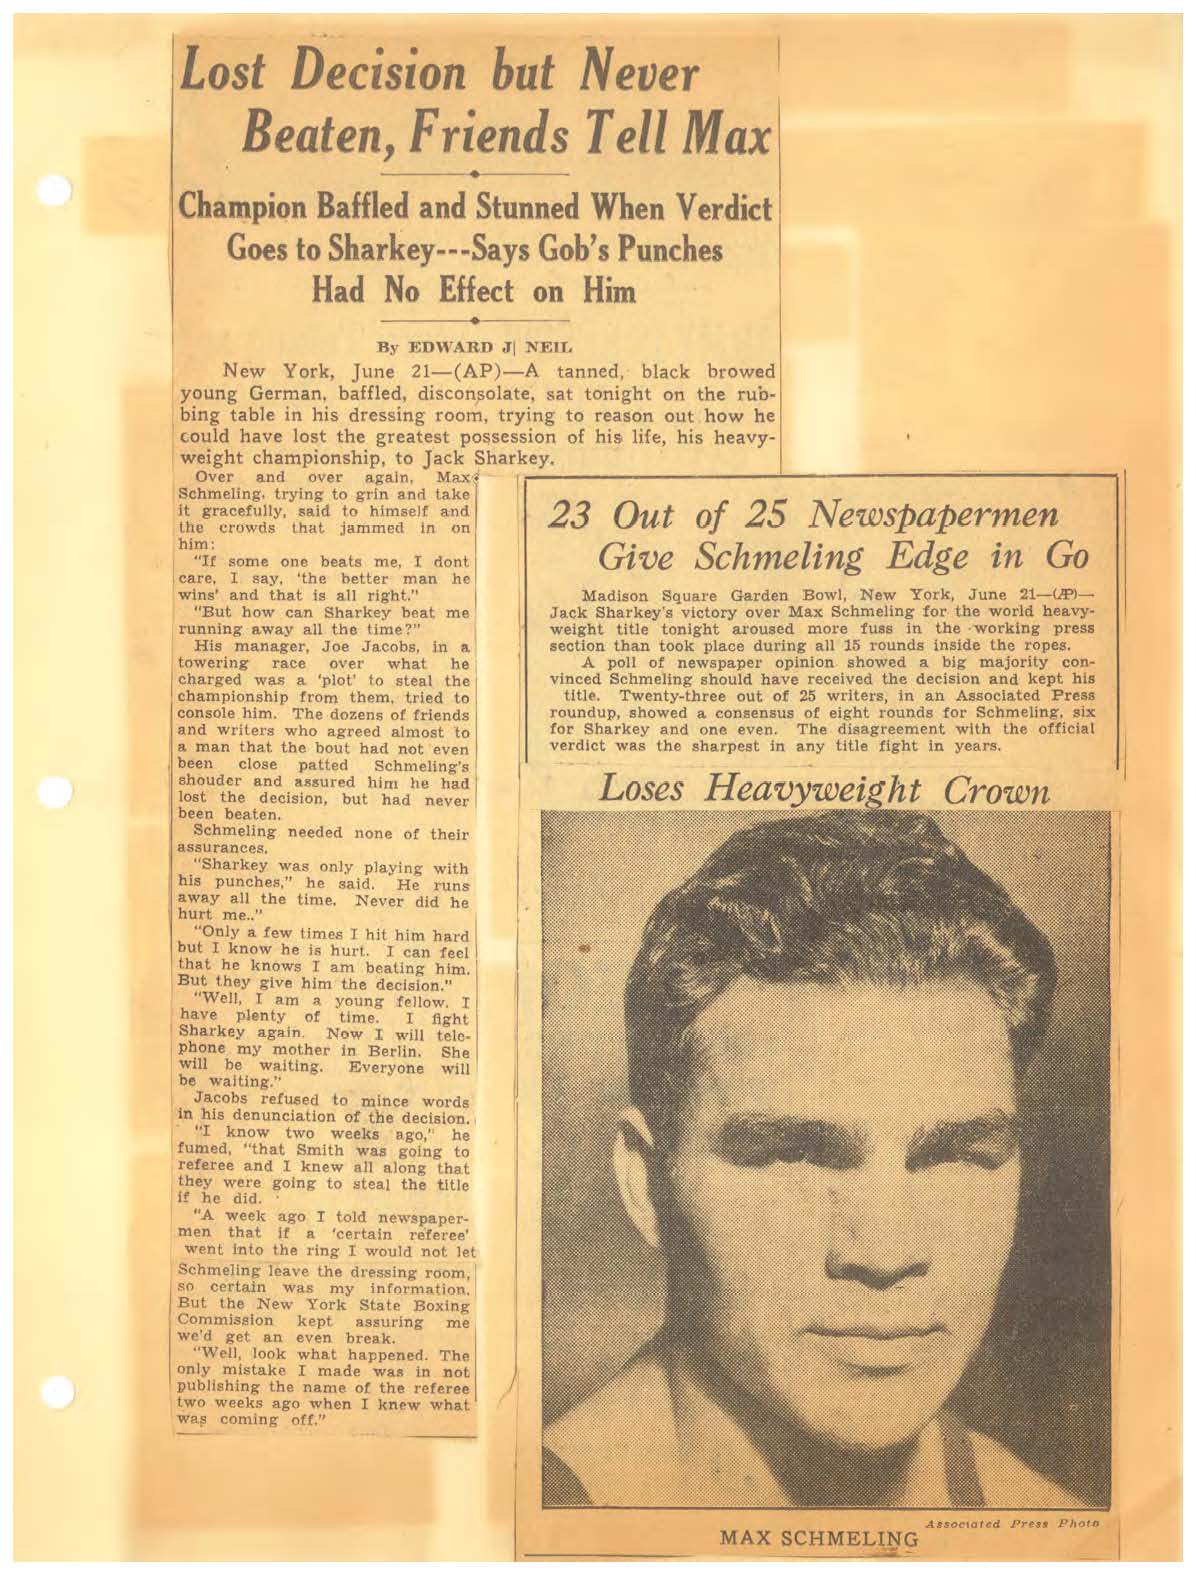 Lost Decision but Never
Beaten, Friends Tell Max
Champion Baffled and Stunned When Verdict
Goes to Sharkey---Says Gob's Punches
Had No Effect on Him
By EDWARD J| NEIL
New York, June 21—(AP)—A tanned, black browed
young German, baffled, disconsolate, sat tonight on the rub-
bing table in his dressing room, trying to reason out how he
could have lost the greatest possession of his life, his heavy-
weight championship, to Jack Sharkey.
Over and over again, Max
Schmeling, trying to grin and take
it gracefully, said to himself and
the crowds that jammed in on
him:
"If some one beats me, I dont
care, I say, 'the better man he
wins' and that is all right."
"But how can Sharkey beat me
running away all the time?"
His manager, Joe Jacobs, in a
towering race over what he
charged was a 'plot' to steal the
championship from them, tried to
console him. The dozens of friends
and writers who agreed almost to
a man that the bout had not even
been close patted Schmeling's
shouder and assured him he had
lost the decision, but had never
been beaten.
Schmeling needed none of their
assurances.
"Sharkey was only playing with
his punches," he said. He runs
away all the time. Never did he
hurt me.."
"Only a few times I hit him hard
but I know he is hurt. I can feel
that he knows I am beating him.
But they give him the decision."
"Well, I am a young fellow. I
have plenty of time. I fight
Sharkey again. Now I will tele-
phone my mother in Berlin. She
will be waiting. Everyone will
be waiting."
Jacobs refused to mince words
in his denunciation of the decision.
"I know two weeks ago," he
fumed, "that Smith was going to
referee and I knew all along that
they were going to steal the title
if he did.
"A week ago I told newspaper-
men that if a 'certain referee'
went into the ring I would not let
Schmeling leave the dressing room,
so certain was my information.
But the New York State Boxing
Commission kept assuring me
we'd get an even break.
"Well, look what happened. The
only mistake I made was in not
publishing the name of the referee
two weeks ago when I knew what
was coming off."
23 Out of 25 Newspapermen
Give Schmeling Edge in Go
Madison Square Garden Bowl, New York, June 21—(AP)—
Jack Sharkey's victory over Max Schmeling for the world heavy-
weight title tonight aroused more fuss in the working press
section than took place during all 15 rounds inside the ropes.
A poll of newspaper opinion showed a big majority con-
vinced Schmeling should have received the decision and kept his
title. Twenty-three out of 25 writers, in an Associated Press
roundup, showed a consensus of eight rounds for Schmeling, six
for Sharkey and one even. The disagreement with the official
verdict was the sharpest in any title fight in years.
Loses Heavyweight Crown
Associated Press Photo
MAX SCHMELING